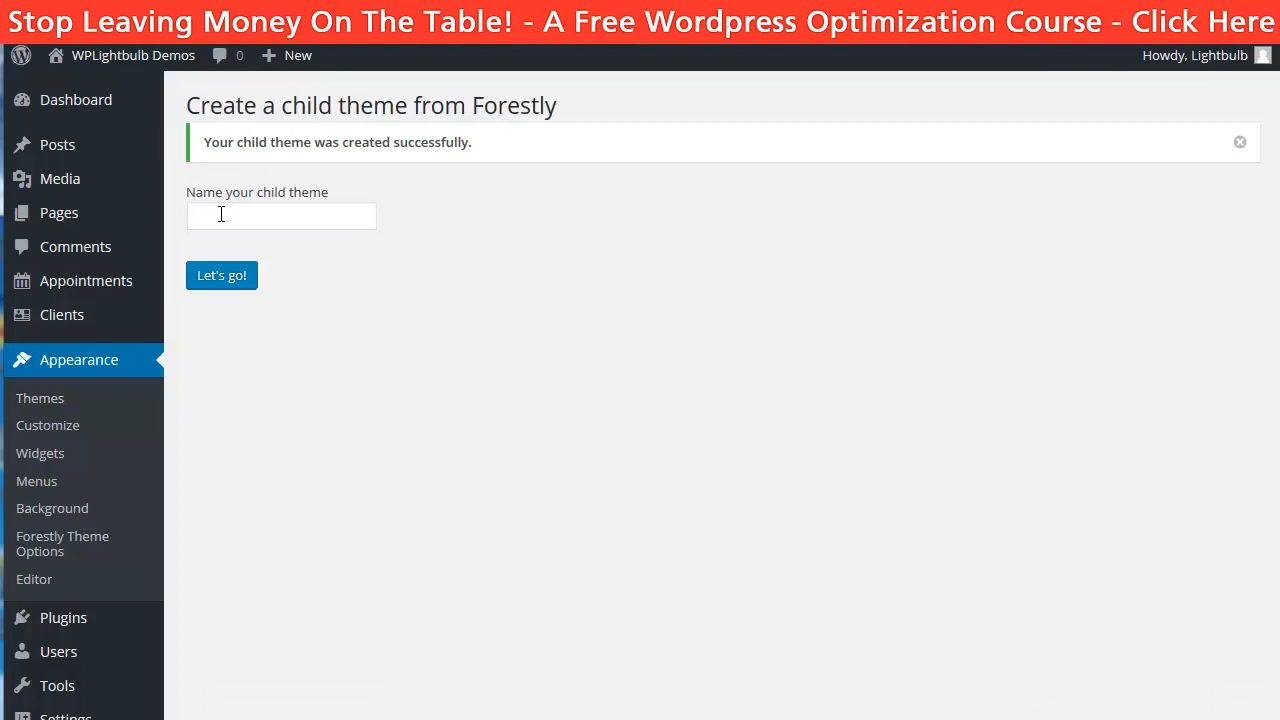 Stop Leaving Money On The Table! - A Free Wordpress Optimization Course - Click Here
WPLightbulb Demos 0 New Howdy, Lightbulb
Dashboard
Posts
Media
Pages
Comments
Appointments
Clients
Appearance
Themes
Customize
Widgets
Menus
Background
Forestly Theme
Options
Editor
Plugins
Users
Tools
Settings
Create a child theme from Forestly
Your child theme was created successfully.
Name your child theme
Let's go!